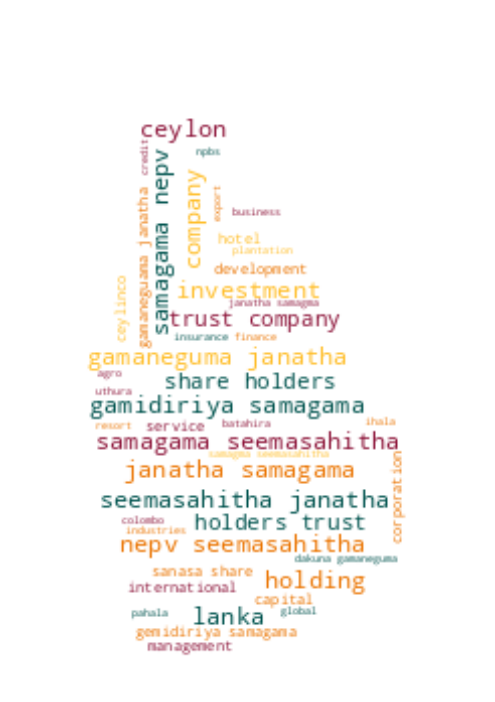 ceylon
credit
npbs
samagama nepv
company
export
gamaneguama janatha
business
hotel
plantation
development
ceylinco
investment
janatha samagma
trust company
insurance
finance
gamaneguma janatha
agro
share holders
uthura
gamidiriya samagama
resort
service
batahira
ihala
samagama seemasahitha
samagma seemasahitha
janatha samagama
corporation
seemasahitha janatha
colombo
holders trust
industries
nepv seemasahitha
dakuna gamaneguma
sanasa share
holding
international
capital
pahala
lanka
global
gemidiriya samagama
management